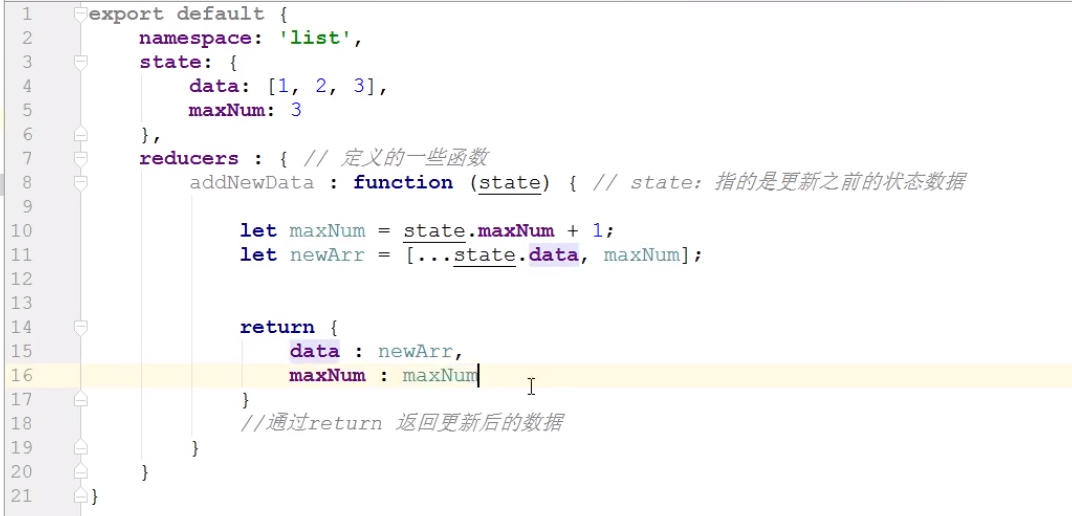 1 export default {
2 namespace: 'list',
3 state: {
4 data: [1, 2, 3],
5 maxNum: 3
6 },
7 reducers : { // 定义的一些函数
8 addNewData : function (state) { // state: 指的是更新之前的状态数据
9
10 let maxNum = state.maxNum + 1;
11 let newArr = [...state.data, maxNum];
12
13
14 return {
15 data : newArr,
16 maxNum : maxNum
17 }
18 //通过return 返回更新后的数据
19 }
20 }
21 }